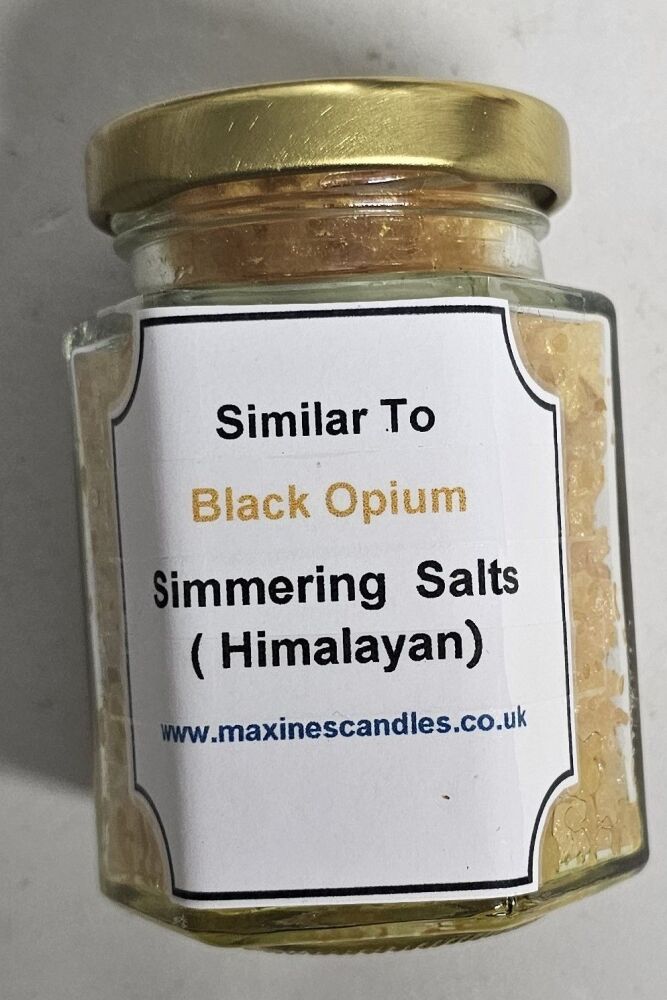 Similar To
Black Opium
Simmering Salts
( Himalayan)
www.maxinescandles.co.uk